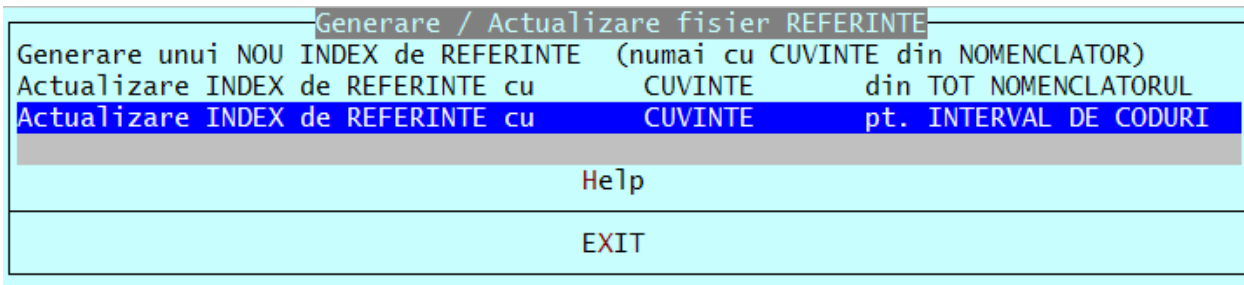 Generare / Actualizare fisier REFERINTE
Generare unui NOU INDEX de REFERINTE (numai cu CUVINTE din NOMENCLATOR)
Actualizare INDEX de REFERINTE cu CUVINTE din TOT NOMENCLATORUL
Actualizare INDEX de REFERINTE cu CUVINTE pt. INTERVAL DE CODURI
Help
EXIT